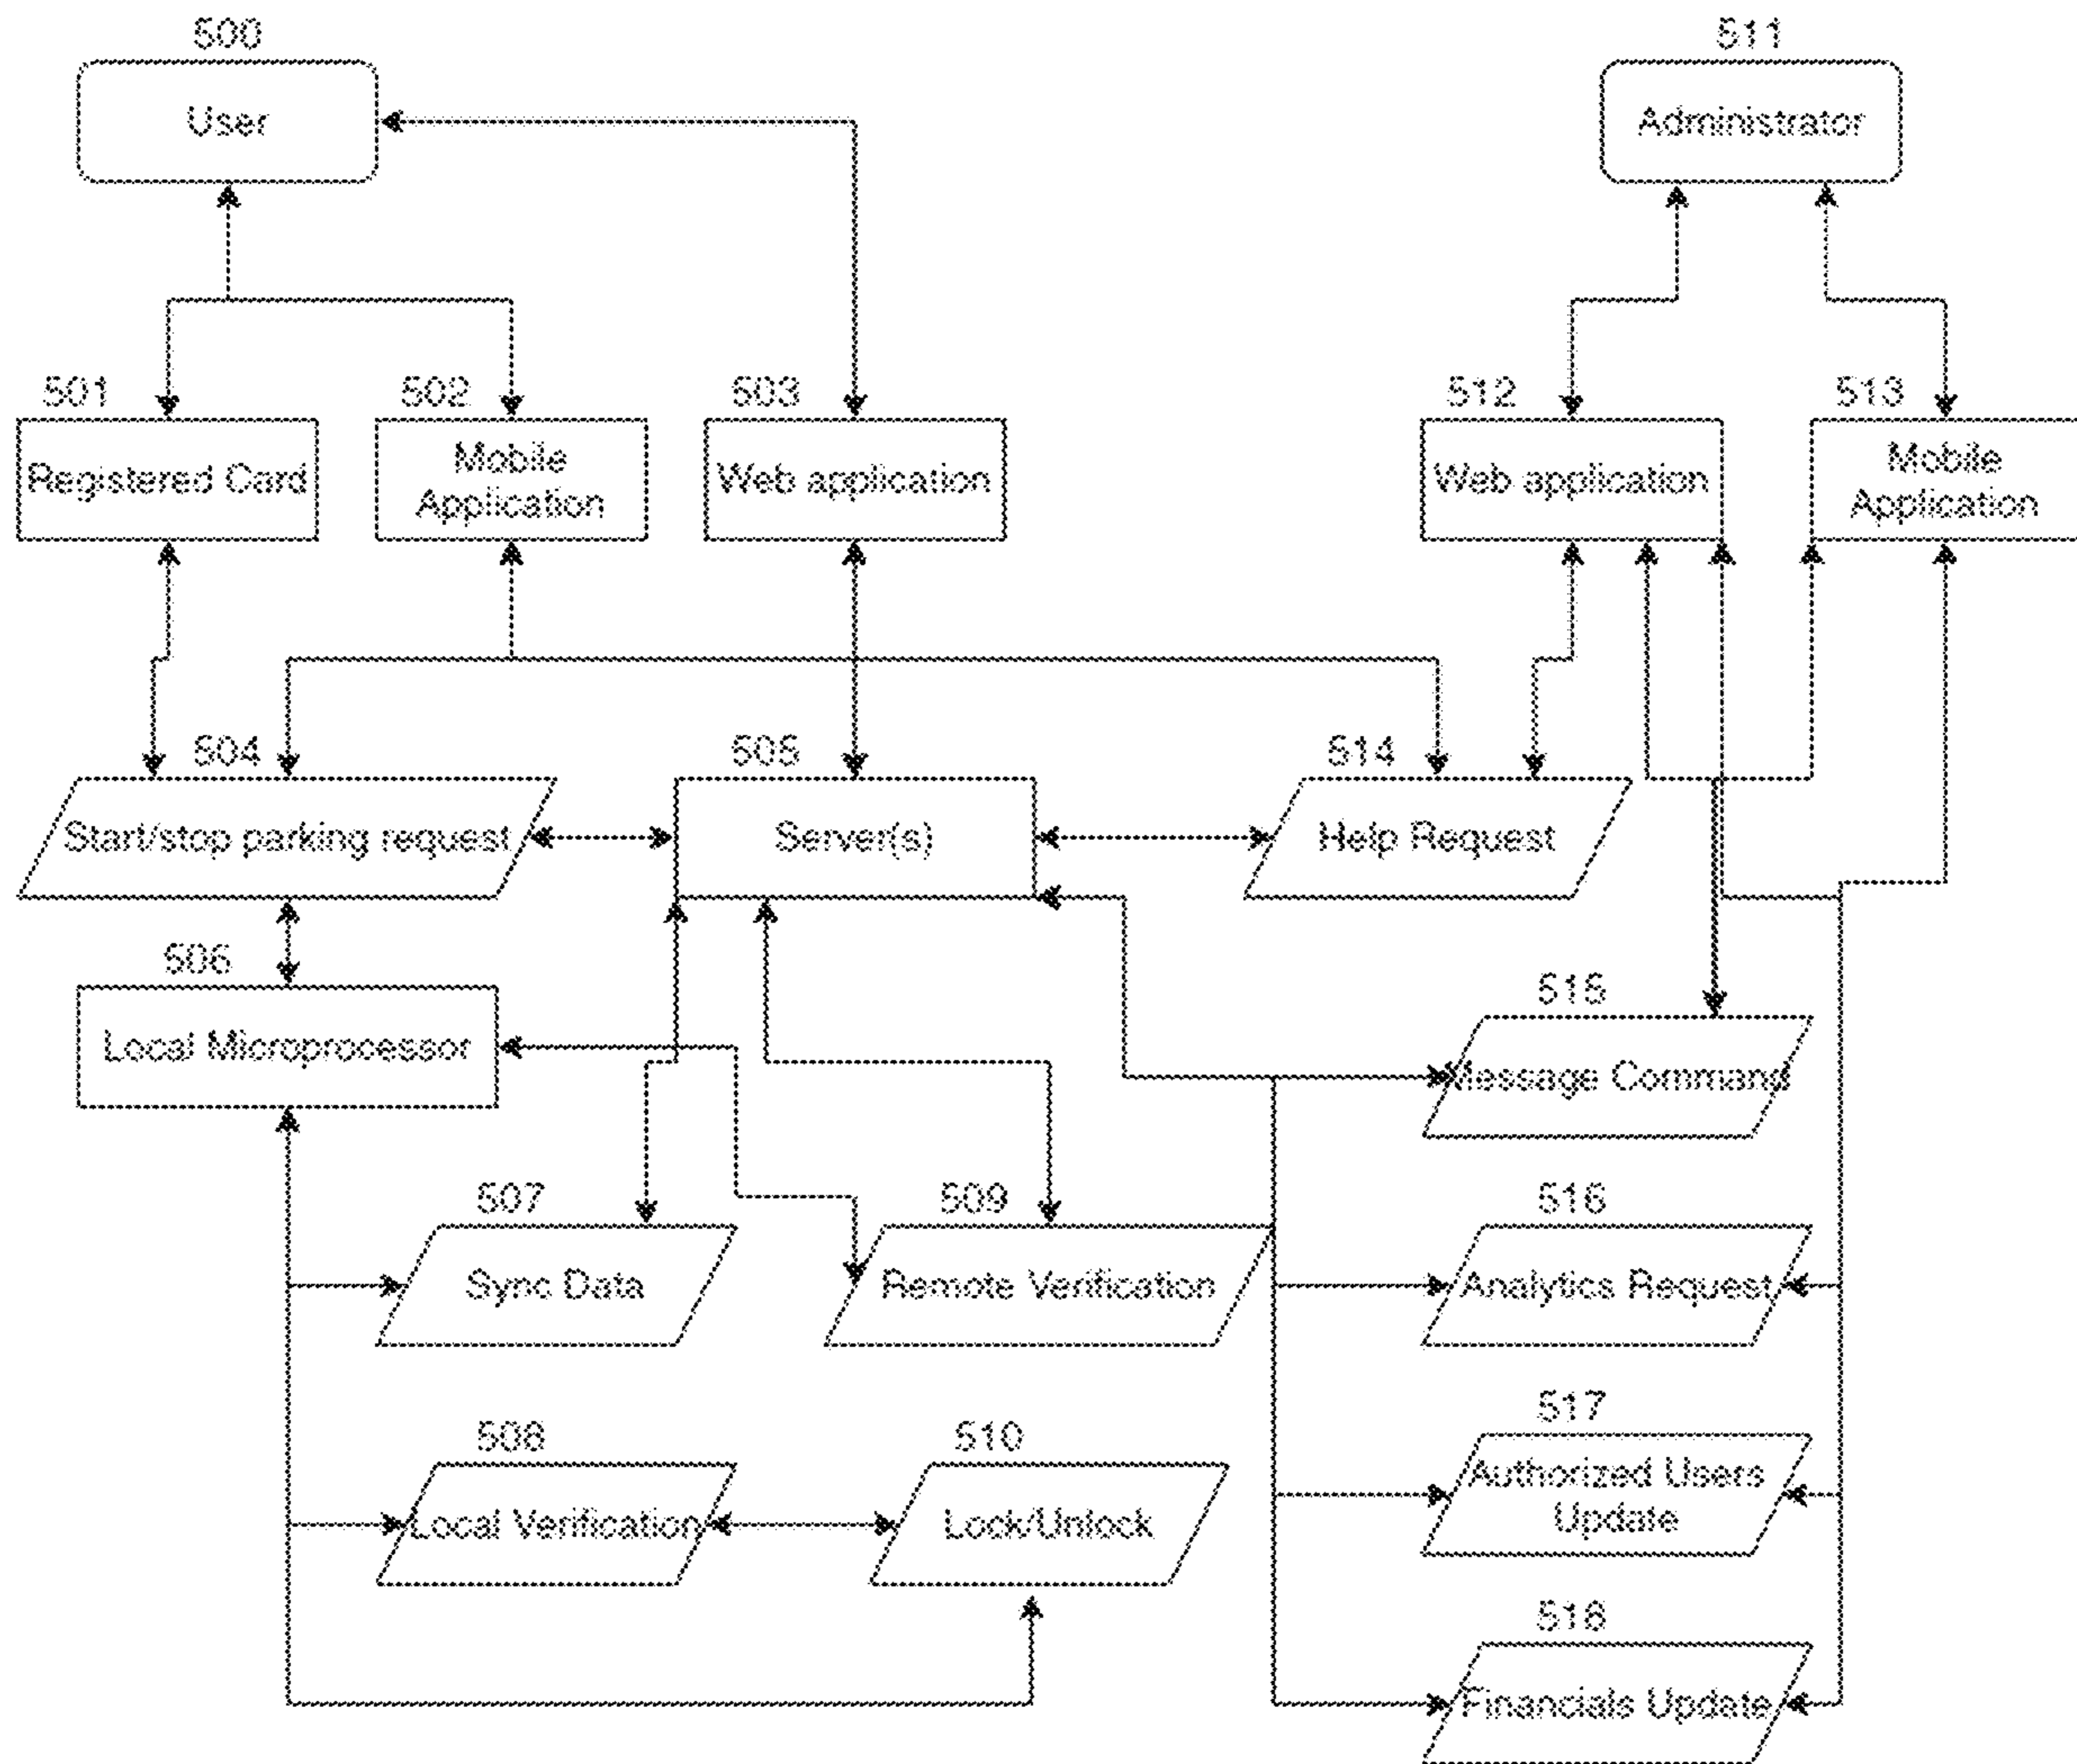 500
User
511
Administrator
501
Registered Card
502
Mobile
Application
503
Web application
512
Web application
513
Mobile
Application
504
Start/stop parking request
505
Server(s)
514
Help Request
506
Local Microprocessor
515
Message Command
507
Sync Data
509
Remote Verification
516
Analytics Request
508
Local Verification
510
Lock/Unlock
517
Authorized Users
Update
518
Financials Update